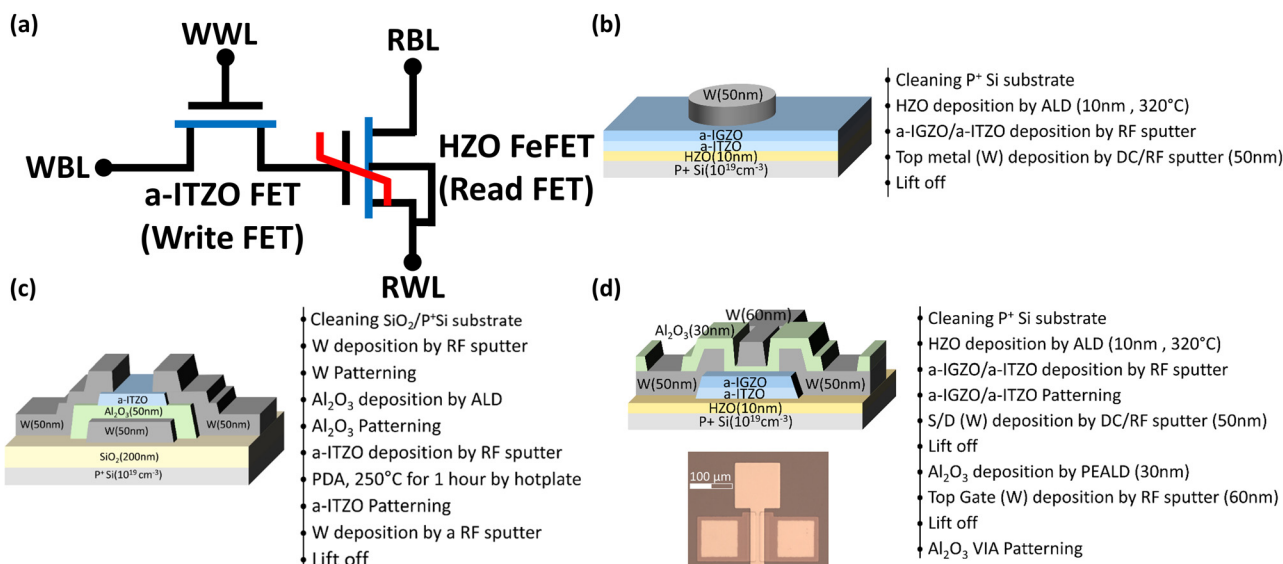 (a)
WWL
RBL
WBL
a-ITZO FET
(Write FET)
HZO FeFET
(Read FET)
RWL
(b)
W(50nm)
a-IGZO
a-ITZO
HZO(10nm)
P+ Si(10¹⁹cm⁻³)
Cleaning P⁺ Si substrate
HZO deposition by ALD (10nm , 320°C)
a-IGZO/a-ITZO deposition by RF sputter
Top metal (W) deposition by DC/RF sputter (50nm)
Lift off
(c)
a-ITZO
Al₂O₃(50nm)
W(50nm)
W(50nm)
W(50nm)
SiO₂(200nm)
P⁺ Si(10¹⁹ cm⁻³)
Cleaning SiO₂/P⁺Si substrate
W deposition by RF sputter
W Patterning
Al₂O₃ deposition by ALD
Al₂O₃ Patterning
a-ITZO deposition by RF sputter
PDA, 250°C for 1 hour by hotplate
a-ITZO Patterning
W deposition by a RF sputter
Lift off
(d)
W(60nm)
Al₂O₃(30nm)
W(50nm)
a-IGZO
a-ITZO
W(50nm)
HZO(10nm)
P+ Si(10¹⁹cm⁻³)
100 μm
Cleaning P⁺ Si substrate
HZO deposition by ALD (10nm , 320°C)
a-IGZO/a-ITZO deposition by RF sputter
a-IGZO/a-ITZO Patterning
S/D (W) deposition by DC/RF sputter (50nm)
Lift off
Al₂O₃ deposition by PEALD (30nm)
Top Gate (W) deposition by RF sputter (60nm)
Lift off
Al₂O₃ VIA Patterning